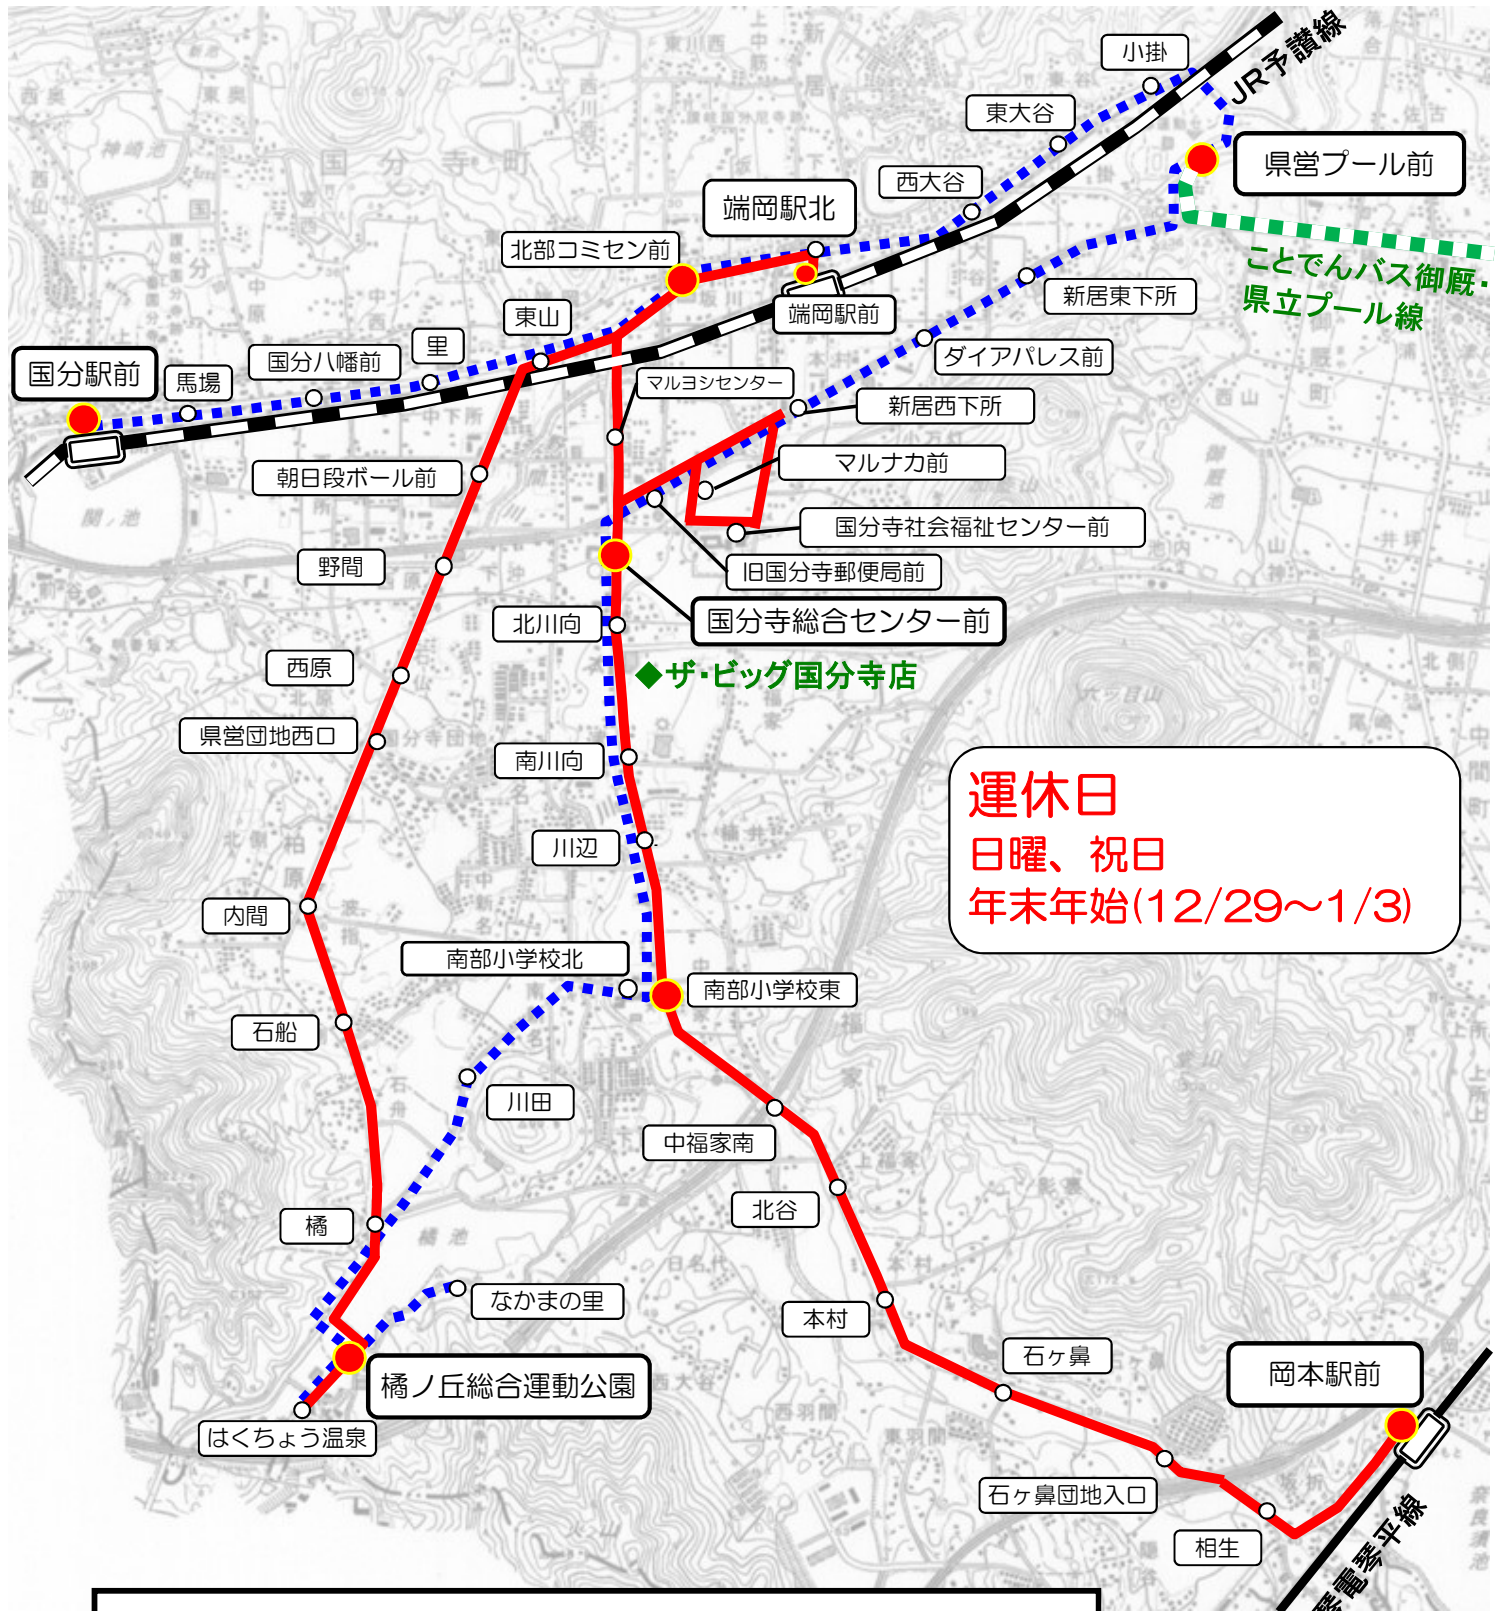 小掛
JR予讃線
東大谷
県営プール前
西大谷
端岡駅北
北部コミセン前
ことでんバス御厩・
県立プール線
新居東下所
端岡駅前
東山
里
国分八幡前
国分駅前
馬場
ダイアパレス前
マルヨシセンター
新居西下所
マルナカ前
朝日段ボール前
国分寺社会福祉センター前
野間
旧国分寺郵便局前
北川向
国分寺総合センター前
西原
◆ザ・ビッグ国分寺店
県営団地西口
南川向
運休日
日曜、祝日
年末年始(12/29～1/3)
川辺
内間
南部小学校北
南部小学校東
石船
川田
中福家南
北谷
橘
なかまの里
本村
石ヶ鼻
岡本駅前
橘ノ丘総合運動公園
はくちょう温泉
石ヶ鼻団地入口
相生
琴電琴平線